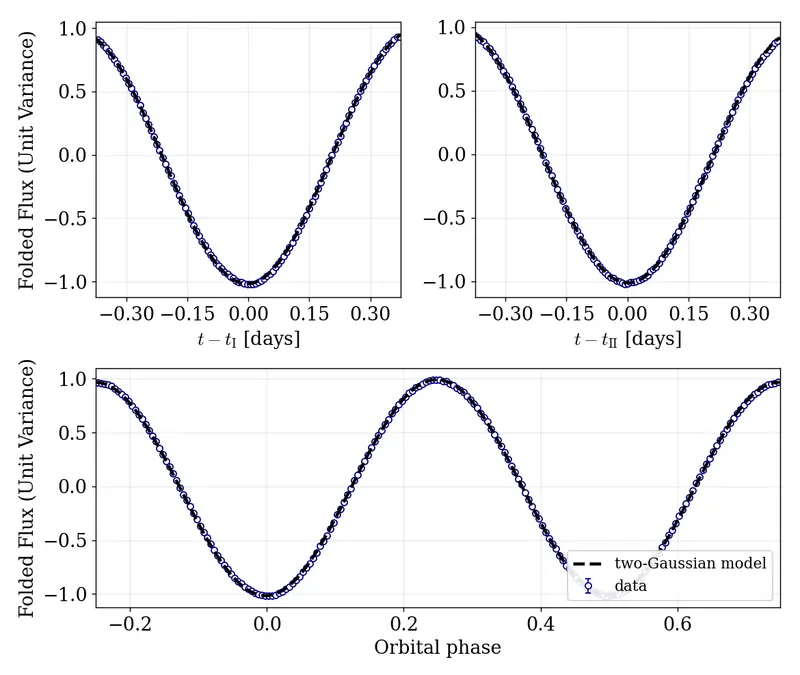 Folded Flux (Unit Variance)
1.0
0.5
0.0
−0.5
−1.0
−0.30 −0.15 0.00 0.15 0.30
t − tI [days]
1.0
0.5
0.0
−0.5
−1.0
−0.30 −0.15 0.00 0.15 0.30
t − tII [days]
Folded Flux (Unit Variance)
1.0
0.5
0.0
−0.5
−1.0
−0.2 0.0 0.2 0.4 0.6
Orbital phase
two-Gaussian model
data